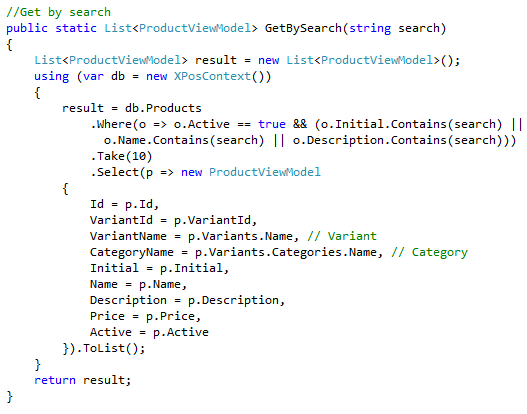 //Get by search
public static List<ProductViewModel> GetBySearch(string search)
{
    List<ProductViewModel> result = new List<ProductViewModel>();
    using (var db = new XPosContext())
    {
        result = db.Products
            .Where(o => o.Active == true && (o.Initial.Contains(search) ||
              o.Name.Contains(search) || o.Description.Contains(search)))
            .Take(10)
            .Select(p => new ProductViewModel
        {
            Id = p.Id,
            VariantId = p.VariantId,
            VariantName = p.Variants.Name, // Variant
            CategoryName = p.Variants.Categories.Name, // Category
            Initial = p.Initial,
            Name = p.Name,
            Description = p.Description,
            Price = p.Price,
            Active = p.Active
        }).ToList();
    }
    return result;
}